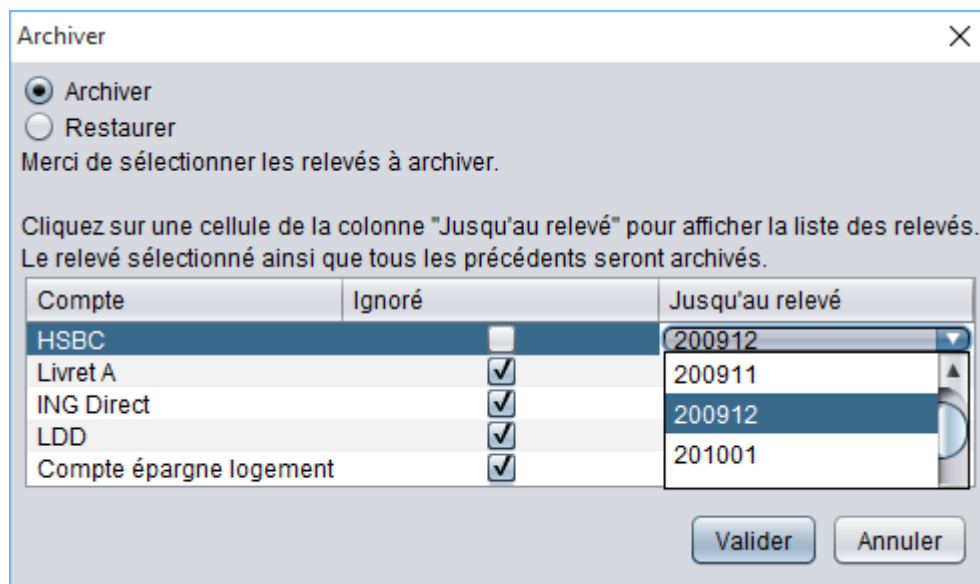 Archiver
Archiver
Restaurer
Merci de sélectionner les relevés à archiver.
Cliquez sur une cellule de la colonne "Jusqu'au relevé" pour afficher la liste des relevés.
Le relevé sélectionné ainsi que tous les précédents seront archivés.
Compte Ignoré Jusqu'au relevé
HSBC 200912
Livret A 200911
ING Direct 200912
LDD 201001
Compte épargne logement
Valider Annuler